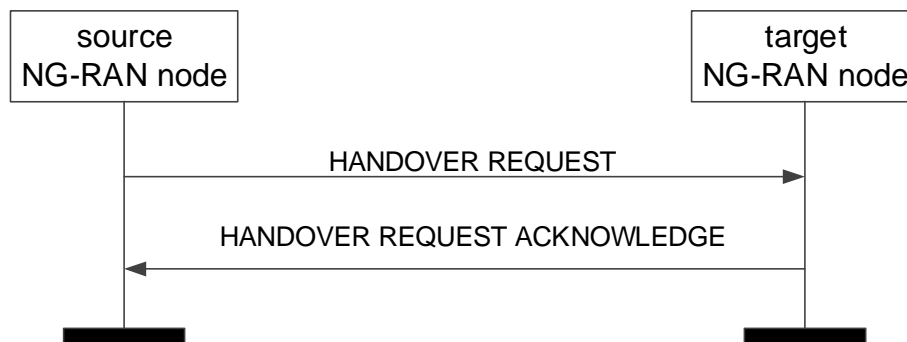 source
NG-RAN node
target
NG-RAN node
HANDOVER REQUEST
HANDOVER REQUEST ACKNOWLEDGE